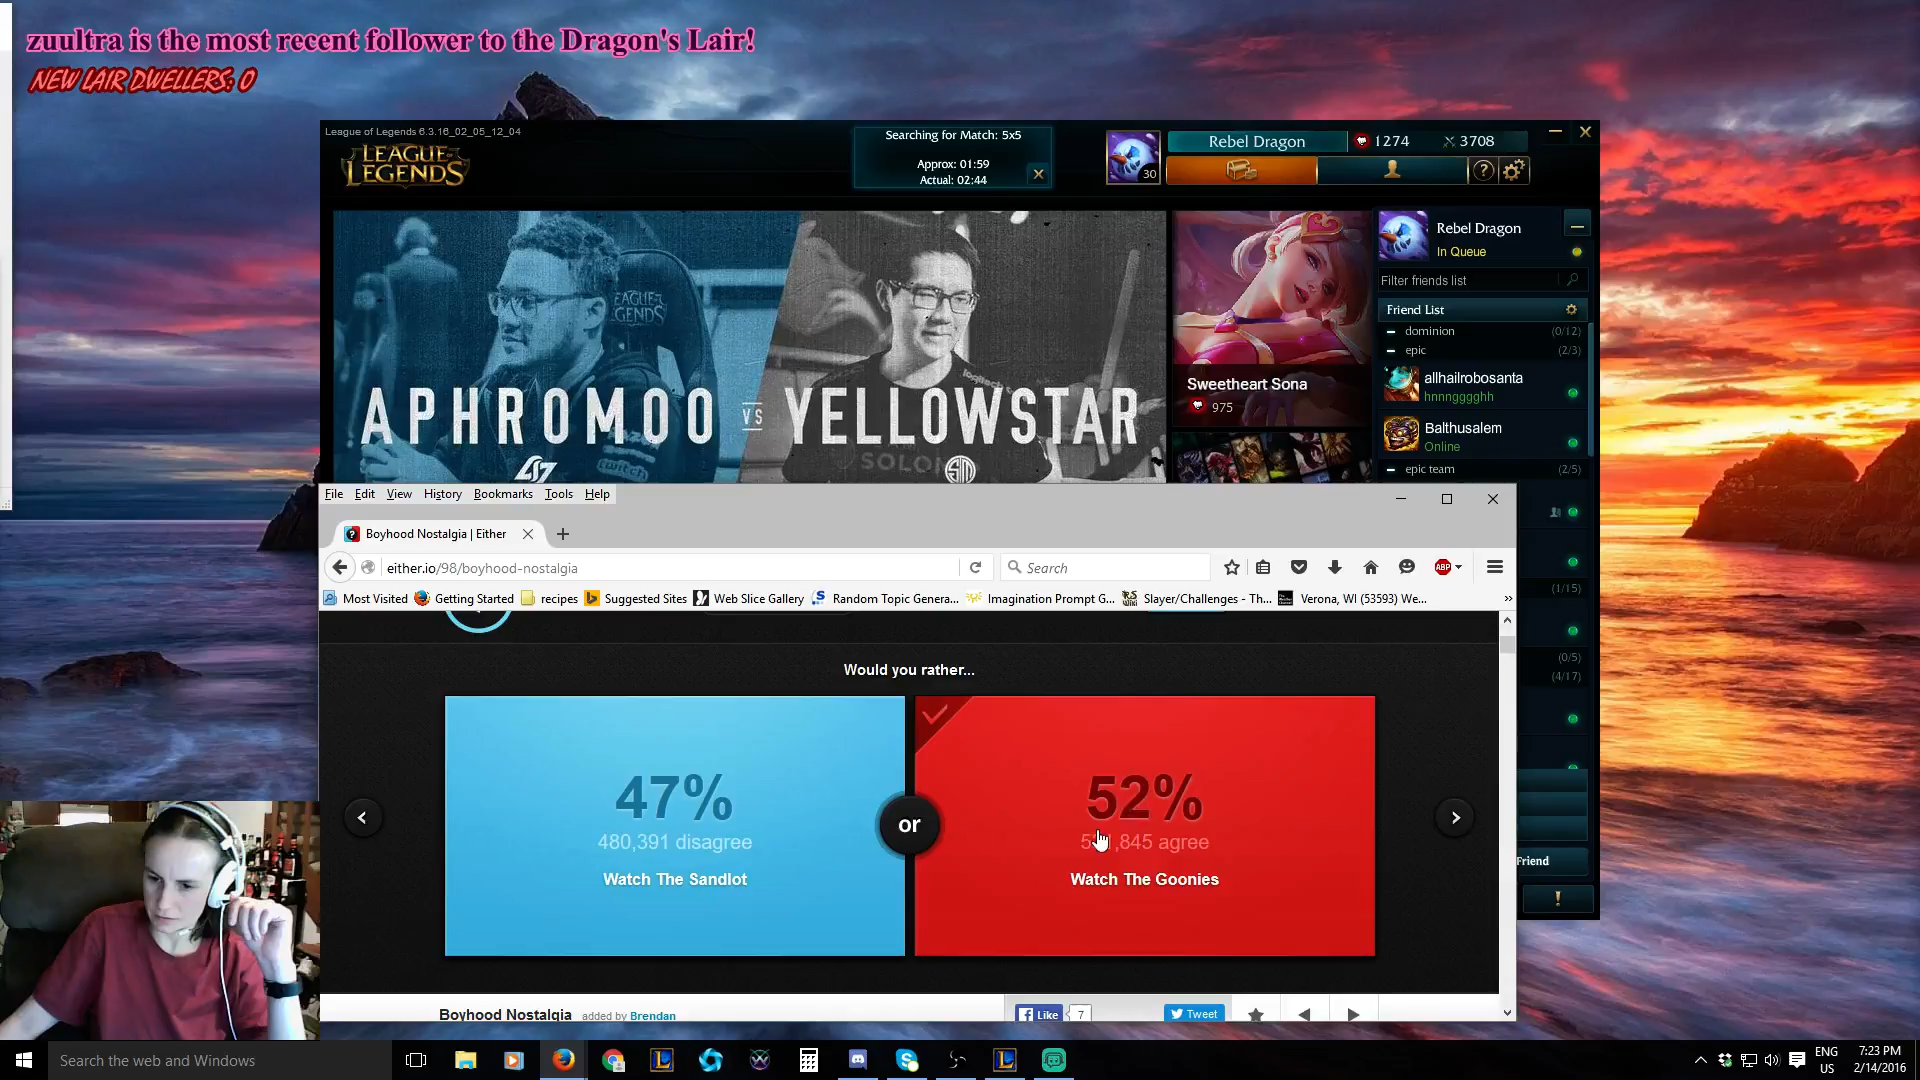 zuultra is the most recent follower to the Dragon's Lair!
NEW LAIR DWELLERS: 0
League of Legends 6.3.16_02_05_12_04
LEAGUE OF LEGENDS
Searching for Match: 5x5
Approx: 01:59
Actual: 02:44
30
Rebel Dragon
1274
3708
?
APHROMOO VS YELLOWSTAR
Sweetheart Sona
975
Rebel Dragon
In Queue
Filter friends list
Friend List
dominion (0/12)
epic (2/3)
allhailrobosanta
hnnngggghh
Balthusalem
Online
epic team (2/5)
(1/15)
(0/5)
(4/17)
Friend
!
File Edit View History Bookmarks Tools Help
Boyhood Nostalgia | Either
either.io/98/boyhood-nostalgia
Search
ABP
Most Visited Getting Started recipes Suggested Sites Web Slice Gallery Random Topic Genera... Imagination Prompt G... Slayer/Challenges - Th... Verona, WI (53593) We...
Would you rather...
47%
480,391 disagree
Watch The Sandlot
or
52%
,845 agree
Watch The Goonies
Boyhood Nostalgia added by Brendan
Like 7
Tweet
Search the web and Windows
ENG
US
7:23 PM
2/14/2016